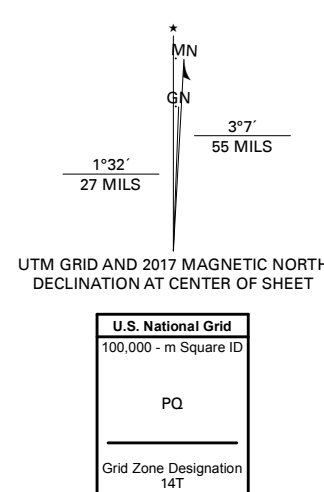 ★
MN
GN
3°7´
55 MILS
1°32´
27 MILS
UTM GRID AND 2017 MAGNETIC NORTH
DECLINATION AT CENTER OF SHEET
U.S. National Grid
100,000 - m Square ID
PQ
Grid Zone Designation
14T